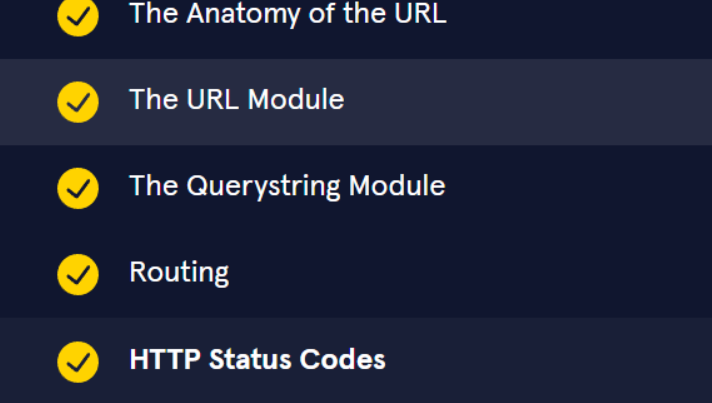 The Anatomy of the URL
The URL Module
The Querystring Module
Routing
HTTP Status Codes